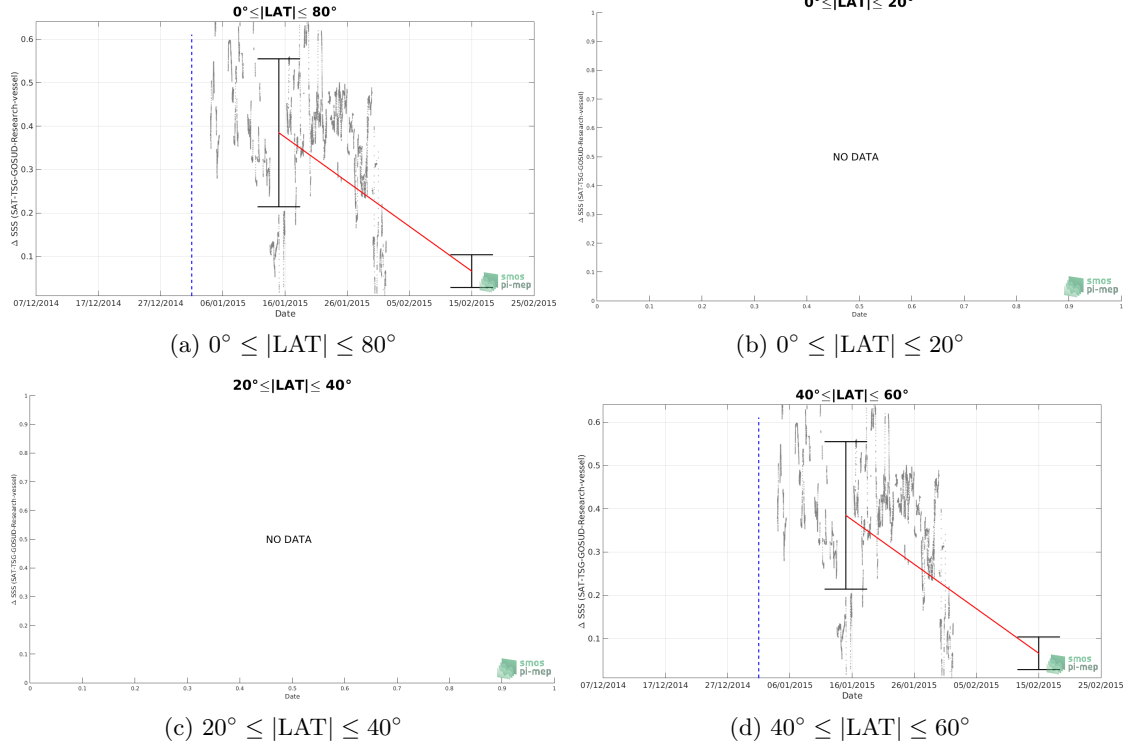 0°≤|LAT|≤ 80°
0.6
0.5
0.4
0.3
0.2
0.1
Δ SSS (SAT-TSG-GOSUD-Research-vessel)
07/12/2014 17/12/2014 27/12/2014 06/01/2015 16/01/2015 26/01/2015 05/02/2015 15/02/2015 25/02/2015
Date
smos
pi-mep
(a) 0° ≤ |LAT| ≤ 80°
0°≤|LAT|≤ 20°
1
0.9
0.8
0.7
0.6
0.5
0.4
0.3
0.2
0.1
0
Δ SSS (SAT-TSG-GOSUD-Research-vessel)
NO DATA
0 0.1 0.2 0.3 0.4 0.5 0.6 0.7 0.8 0.9 1
Date
smos
pi-mep
(b) 0° ≤ |LAT| ≤ 20°
20°≤|LAT|≤ 40°
1
0.9
0.8
0.7
0.6
0.5
0.4
0.3
0.2
0.1
0
Δ SSS (SAT-TSG-GOSUD-Research-vessel)
NO DATA
0 0.1 0.2 0.3 0.4 0.5 0.6 0.7 0.8 0.9 1
Date
smos
pi-mep
(c) 20° ≤ |LAT| ≤ 40°
40°≤|LAT|≤ 60°
0.6
0.5
0.4
0.3
0.2
0.1
Δ SSS (SAT-TSG-GOSUD-Research-vessel)
07/12/2014 17/12/2014 27/12/2014 06/01/2015 16/01/2015 26/01/2015 05/02/2015 15/02/2015 25/02/2015
Date
smos
pi-mep
(d) 40° ≤ |LAT| ≤ 60°